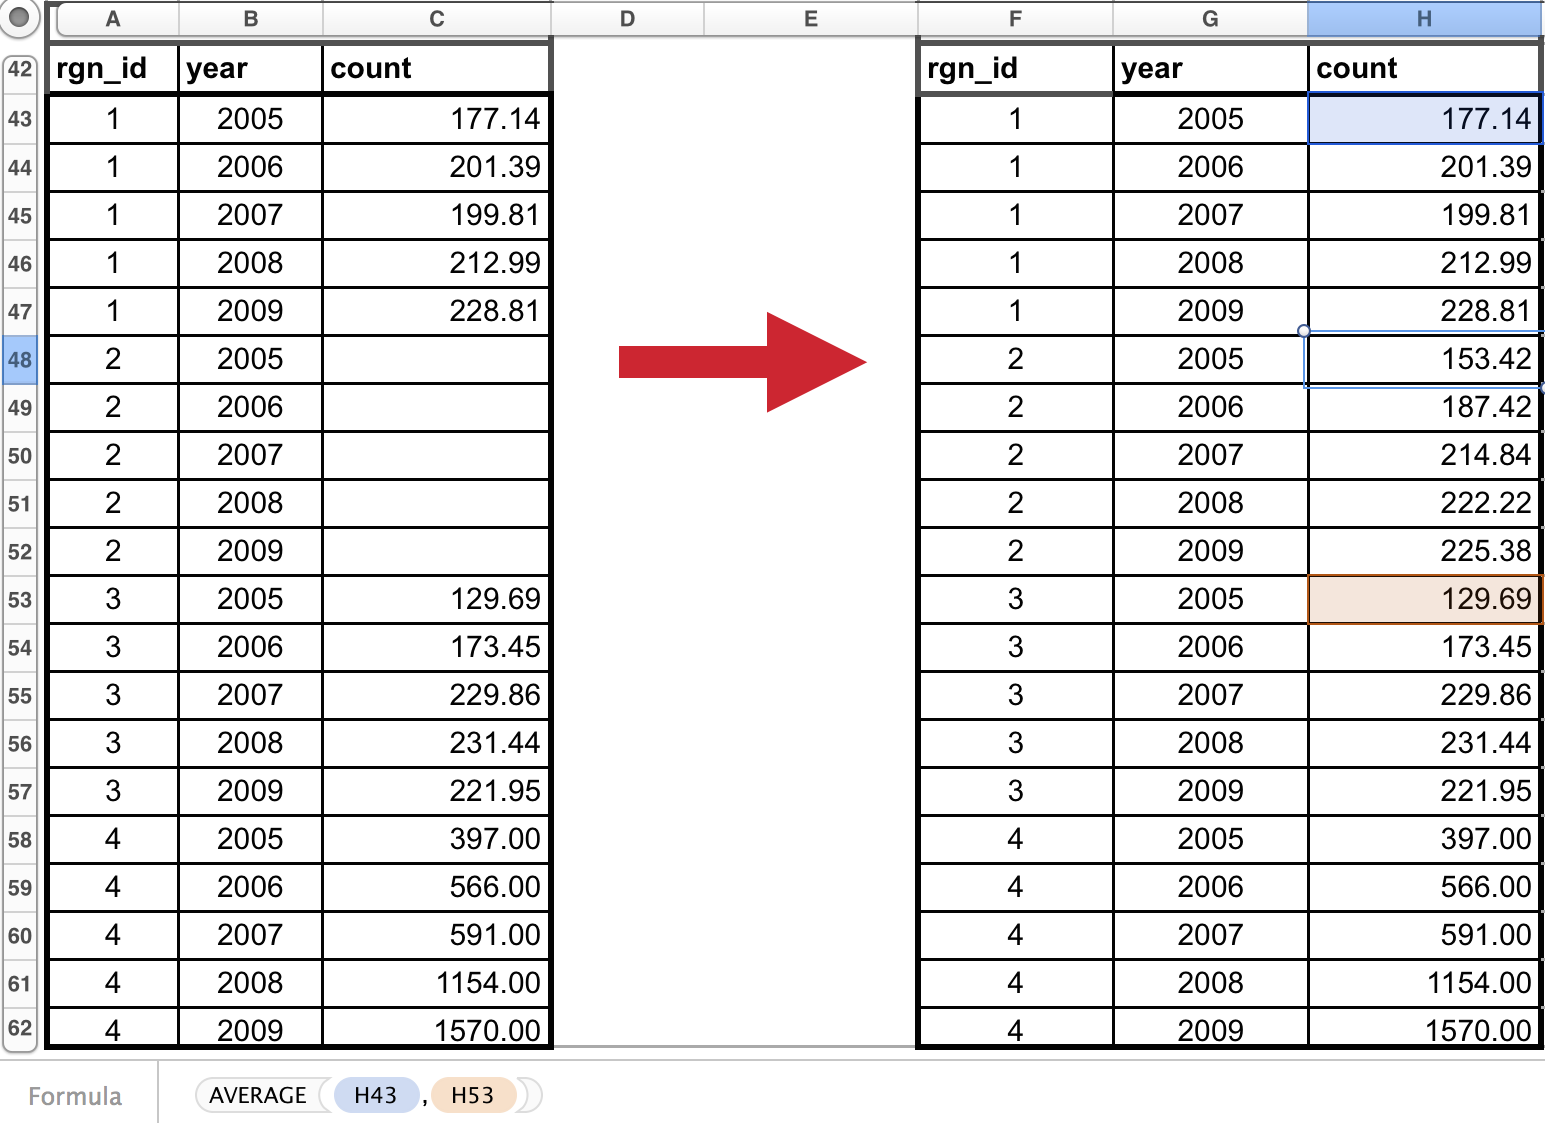 A B C D E F G H
42 rgn_id year count rgn_id year count
43 1 2005 177.14 1 2005 177.14
44 1 2006 201.39 1 2006 201.39
45 1 2007 199.81 1 2007 199.81
46 1 2008 212.99 1 2008 212.99
47 1 2009 228.81 1 2009 228.81
48 2 2005 2 2005 153.42
49 2 2006 2 2006 187.42
50 2 2007 2 2007 214.84
51 2 2008 2 2008 222.22
52 2 2009 2 2009 225.38
53 3 2005 129.69 3 2005 129.69
54 3 2006 173.45 3 2006 173.45
55 3 2007 229.86 3 2007 229.86
56 3 2008 231.44 3 2008 231.44
57 3 2009 221.95 3 2009 221.95
58 4 2005 397.00 4 2005 397.00
59 4 2006 566.00 4 2006 566.00
60 4 2007 591.00 4 2007 591.00
61 4 2008 1154.00 4 2008 1154.00
62 4 2009 1570.00 4 2009 1570.00
Formula AVERAGE ( H43 , H53 )